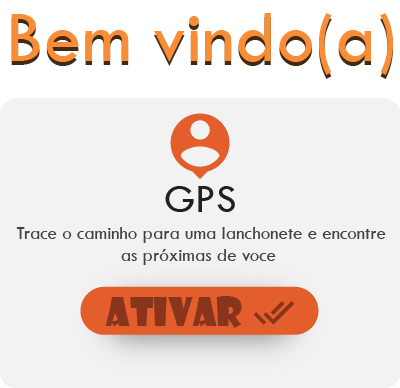 Bem vindo(a)
GPS
Trace o caminho para uma lanchonete e encontre
as próximas de voce
ATIVAR